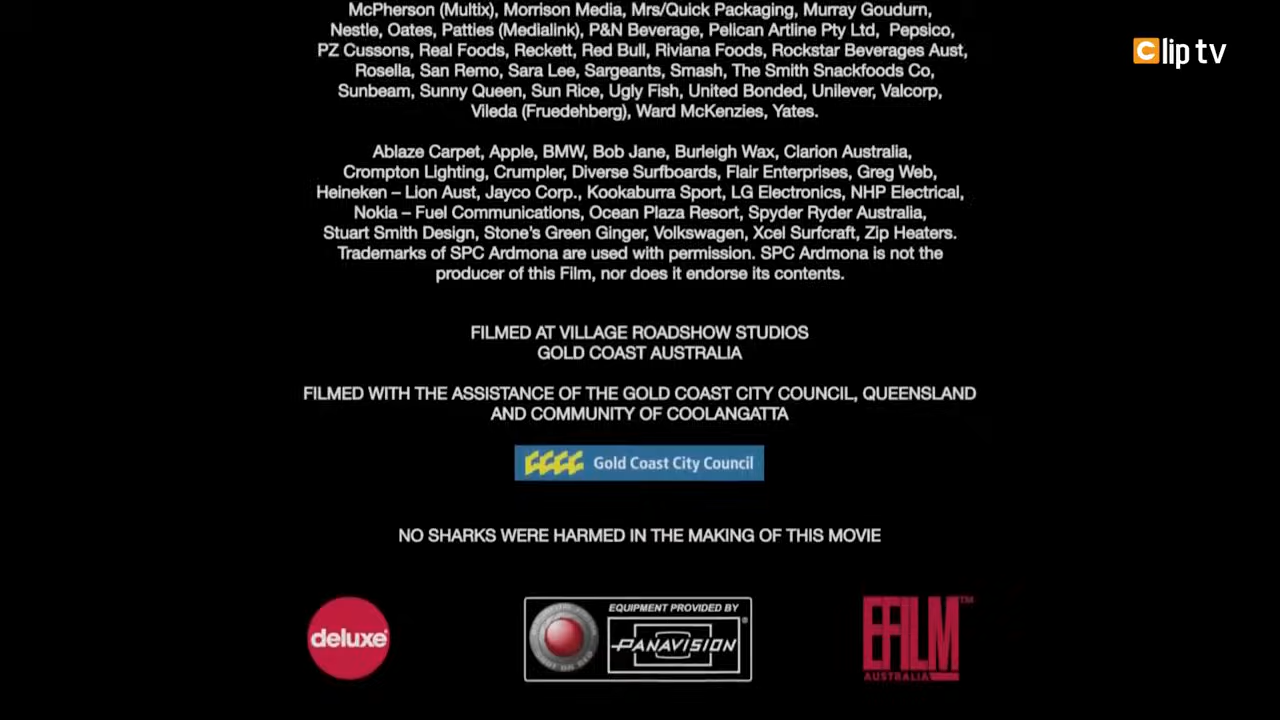 McPherson (Multix), Morrison Media, Mrs/Quick Packaging, Murray Goudurn,
Nestle, Oates, Patties (Medialink), P&N Beverage, Pelican Artline Pty Ltd, Pepsico,
PZ Cussons, Real Foods, Reckett, Red Bull, Riviana Foods, Rockstar Beverages Aust,
Rosella, San Remo, Sara Lee, Sargeants, Smash, The Smith Snackfoods Co,
Sunbeam, Sunny Queen, Sun Rice, Ugly Fish, United Bonded, Unilever, Valcorp,
Vileda (Fruedehberg), Ward McKenzies, Yates.
Clip tv
Ablaze Carpet, Apple, BMW, Bob Jane, Burleigh Wax, Clarion Australia,
Crompton Lighting, Crumpler, Diverse Surfboards, Flair Enterprises, Greg Web,
Heineken – Lion Aust, Jayco Corp., Kookaburra Sport, LG Electronics, NHP Electrical,
Nokia – Fuel Communications, Ocean Plaza Resort, Spyder Ryder Australia,
Stuart Smith Design, Stone's Green Ginger, Volkswagen, Xcel Surfcraft, Zip Heaters.
Trademarks of SPC Ardmona are used with permission. SPC Ardmona is not the
producer of this Film, nor does it endorse its contents.
FILMED AT VILLAGE ROADSHOW STUDIOS
GOLD COAST AUSTRALIA
FILMED WITH THE ASSISTANCE OF THE GOLD COAST CITY COUNCIL, QUEENSLAND
AND COMMUNITY OF COOLANGATTA
Gold Coast City Council
NO SHARKS WERE HARMED IN THE MAKING OF THIS MOVIE
deluxe®
EQUIPMENT PROVIDED BY
PANAVISION®
EFILM™
AUSTRALIA